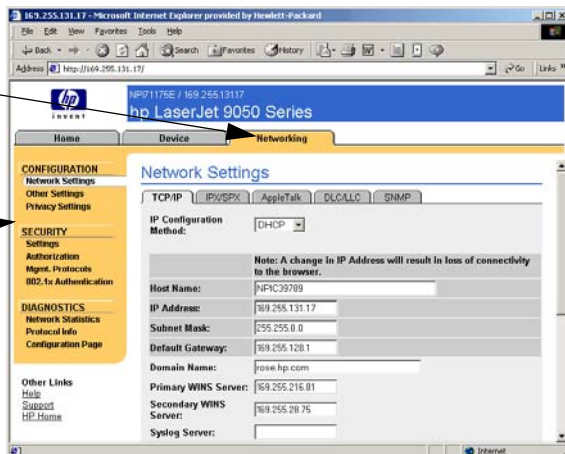 169.255.131.17 - Microsoft Internet Explorer provided by Hewlett-Packard
File Edit View Favorites Tools Help
Back Search Favorites History
Address http://169.255.131.17/ Go Links »
hp
invent
NPI71175E / 169.255.131.17
hp LaserJet 9050 Series
Home Device Networking
CONFIGURATION
Network Settings
Other Settings
Privacy Settings
SECURITY
Settings
Authorization
Mgmt. Protocols
802.1x Authentication
DIAGNOSTICS
Network Statistics
Protocol Info
Configuration Page
Other Links
Help
Support
HP Home
Network Settings
TCP/IP IPX/SPX AppleTalk DLC/LLC SNMP
IP Configuration Method: DHCP
Note: A change in IP Address will result in loss of connectivity
to the browser.
Host Name: NPIC39789
IP Address: 169.255.131.17
Subnet Mask: 255.255.0.0
Default Gateway: 169.255.128.1
Domain Name: rose.hp.com
Primary WINS Server: 169.255.216.81
Secondary WINS Server: 169.255.28.75
Syslog Server:
Internet